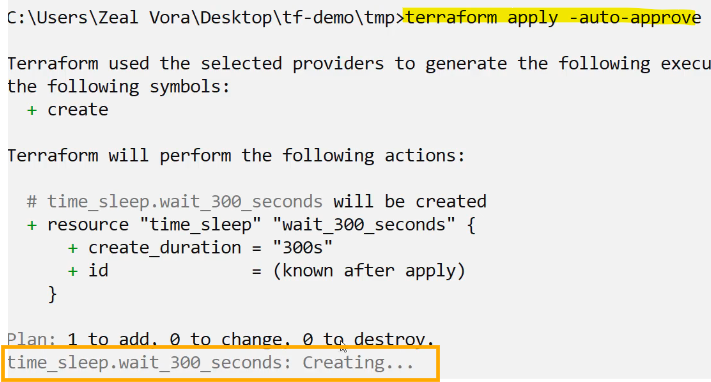 C:\Users\Zeal Vora\Desktop\tf-demo\tmp>terraform apply -auto-approve
Terraform used the selected providers to generate the following execu
the following symbols:
+ create
Terraform will perform the following actions:
# time_sleep.wait_300_seconds will be created
+ resource "time_sleep" "wait_300_seconds" {
+ create_duration = "300s"
+ id = (known after apply)
}
Plan: 1 to add, 0 to change, 0 to destroy.
time_sleep.wait_300_seconds: Creating...